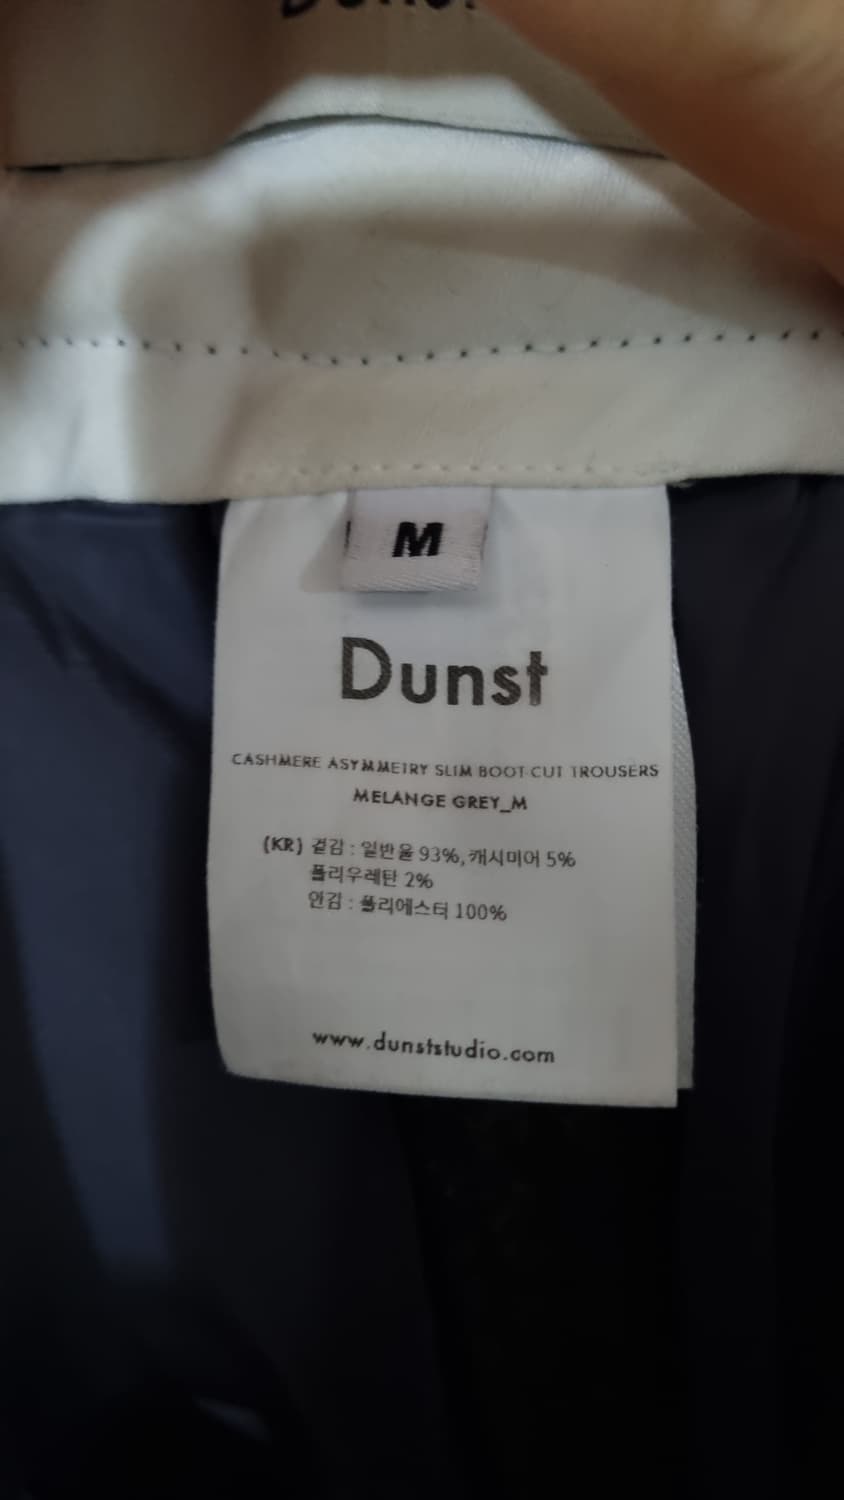 Dunst.
M
Dunst
CASHMERE ASYMMETRY SLIM BOOT-CUT TROUSERS
MELANGE GREY_M
(KR) 겉감 : 일반울 93%, 캐시미어 5%
폴리우레탄 2%
안감 : 폴리에스터 100%
www.dunststudio.com